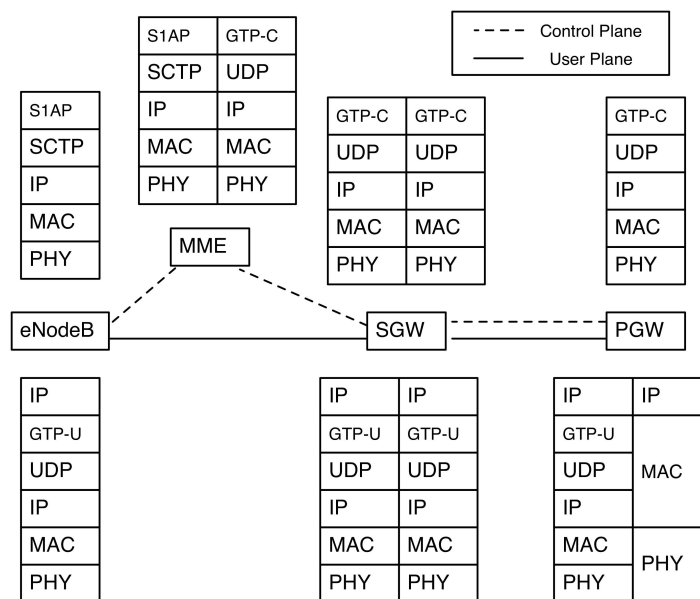 S1AP GTP-C
SCTP UDP
IP IP
MAC MAC
PHY PHY
Control Plane
User Plane
S1AP
SCTP
IP
MAC
PHY
GTP-C GTP-C
UDP UDP
IP IP
MAC MAC
PHY PHY
GTP-C
UDP
IP
MAC
PHY
MME
eNodeB
SGW
PGW
IP
GTP-U
UDP
IP
MAC
PHY
IP IP
GTP-U GTP-U
UDP UDP
IP IP
MAC MAC
PHY PHY
IP IP
GTP-U
UDP MAC
IP
MAC
PHY PHY